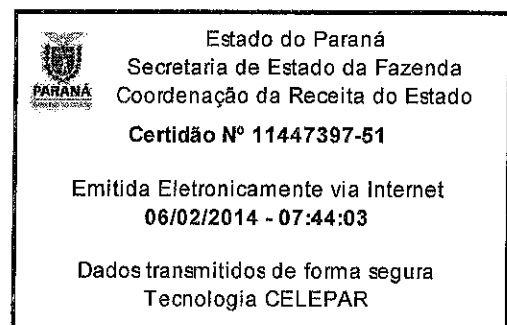 Estado do Paraná
Secretaria de Estado da Fazenda
PARANÁ
Coordenação da Receita do Estado
Certidão Nº 11447397-51
Emitida Eletronicamente via Internet
06/02/2014 - 07:44:03
Dados transmitidos de forma segura
Tecnologia CELEPAR